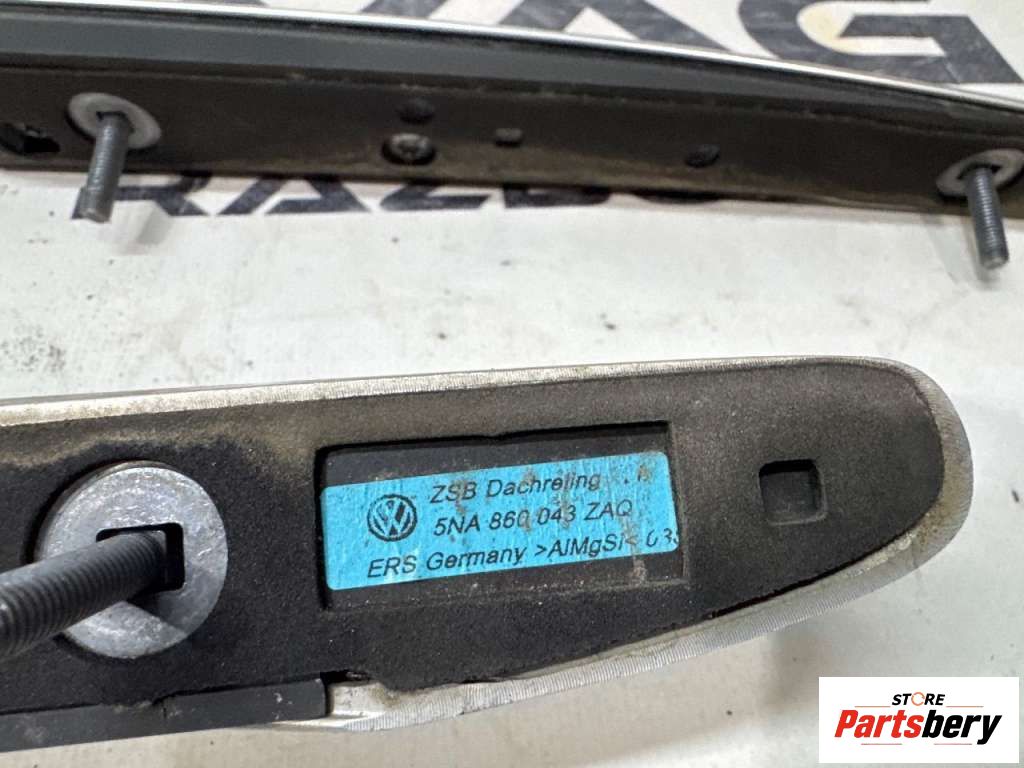 ZSB Dachreling
5NA 860 043 ZAQ
ERS Germany >AlMgSi<
STORE
Partsbery